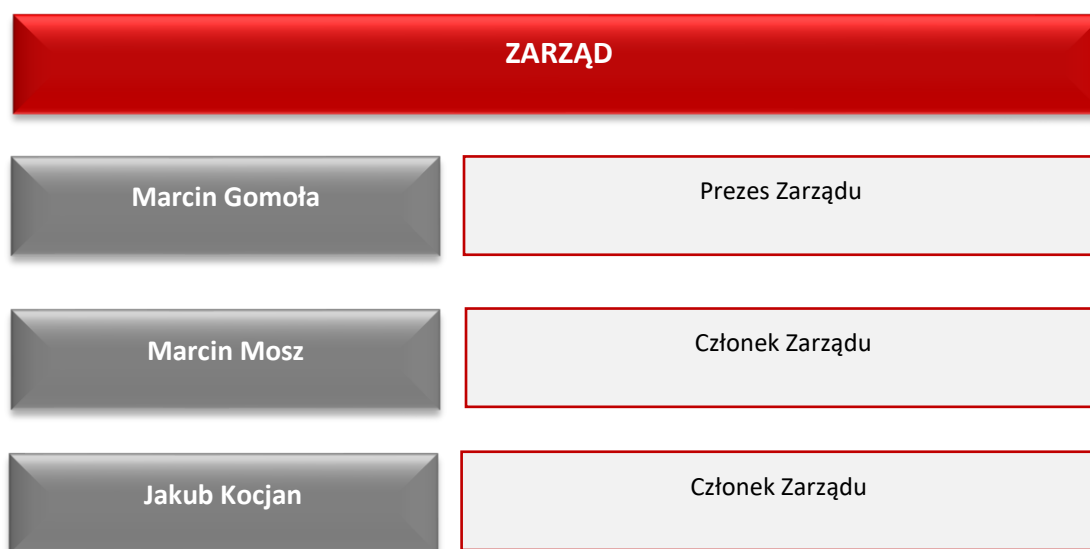 ZARZĄD
Marcin Gomoła
Prezes Zarządu
Marcin Mosz
Członek Zarządu
Jakub Kocjan
Członek Zarządu